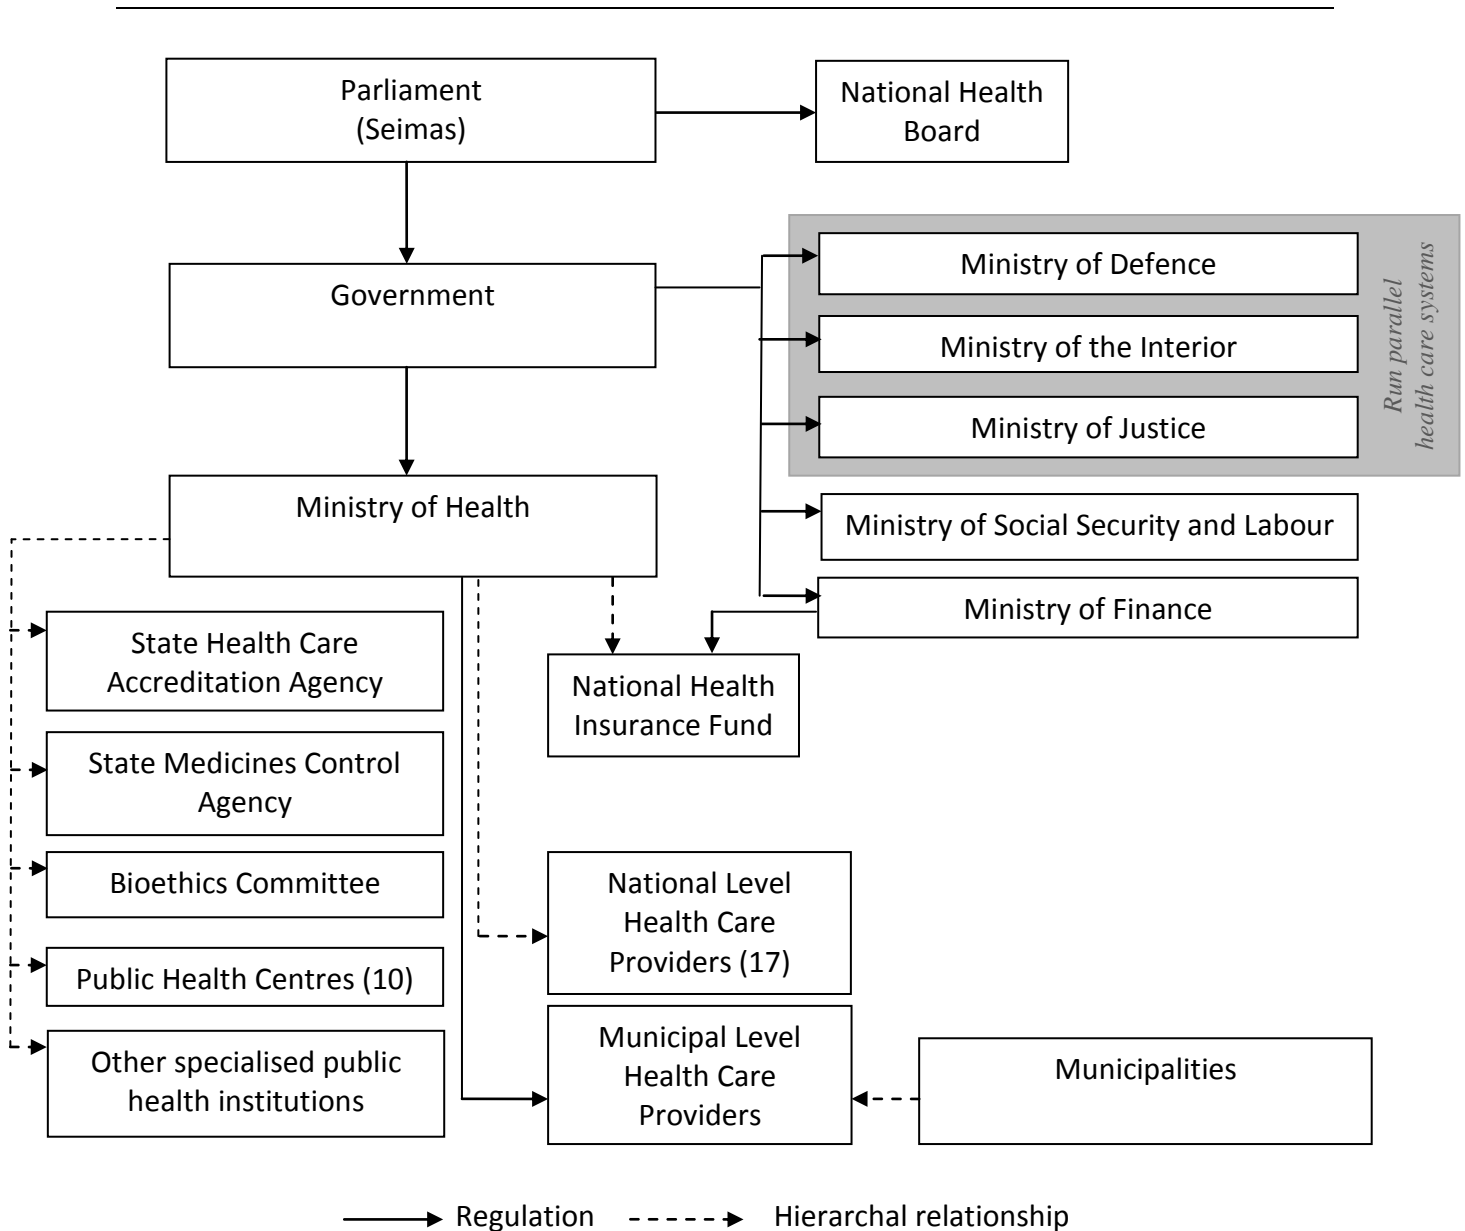 Parliament
(Seimas)
National Health
Board
Government
Ministry of Defence
Ministry of the Interior
Ministry of Justice
Run parallel
health care systems
Ministry of Health
Ministry of Social Security and Labour
Ministry of Finance
State Health Care
Accreditation Agency
National Health
Insurance Fund
State Medicines Control
Agency
Bioethics Committee
National Level
Health Care
Providers (17)
Public Health Centres (10)
Other specialised public
health institutions
Municipal Level
Health Care
Providers
Municipalities
Regulation
Hierarchal relationship